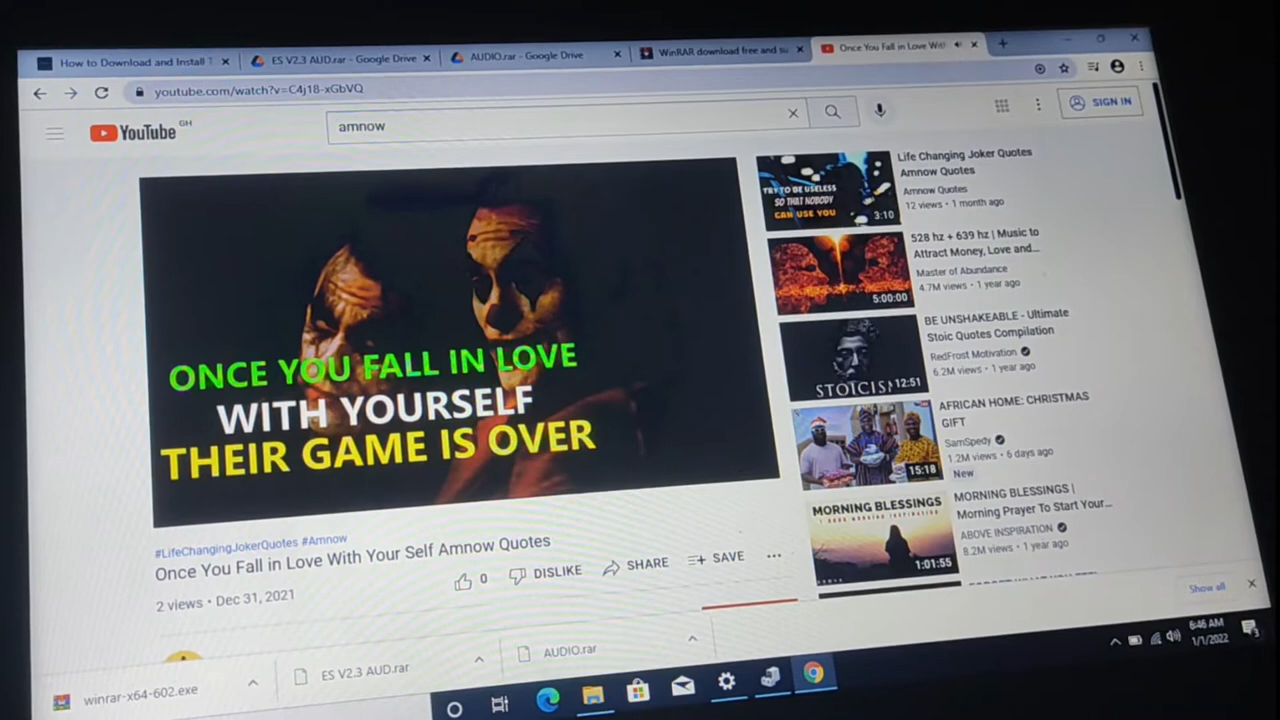 How to Download and Install T
ES V2.3 AUD.rar - Google Drive
AUDIO.rar - Google Drive
WinRAR download free and su
Once You Fall in Love With
youtube.com/watch?v=C4j18-xGbVQ
YouTube GH
amnow
SIGN IN
ONCE YOU FALL IN LOVE
WITH YOURSELF
THEIR GAME IS OVER
#LifeChangingJokerQuotes #Amnow
Once You Fall in Love With Your Self Amnow Quotes
2 views • Dec 31, 2021
0
DISLIKE
SHARE
SAVE
TRY TO BE USELESS
SO THAT NOBODY
CAN USE YOU
3:10
Life Changing Joker Quotes
Amnow Quotes
Amnow Quotes
12 views • 1 month ago
5:00:00
528 hz + 639 hz | Music to
Attract Money, Love and...
Master of Abundance
4.7M views • 1 year ago
STOICISM
12:51
BE UNSHAKEABLE - Ultimate
Stoic Quotes Compilation
RedFrost Motivation
6.2M views • 1 year ago
15:18
AFRICAN HOME: CHRISTMAS
GIFT
SamSpedy
1.2M views • 6 days ago
New
MORNING BLESSINGS
1:01:55
MORNING BLESSINGS |
Morning Prayer To Start Your...
ABOVE INSPIRATION
8.2M views • 1 year ago
Show all
winrar-x64-602.exe
ES V2.3 AUD.rar
AUDIO.rar
6:46 AM
1/1/2022
3